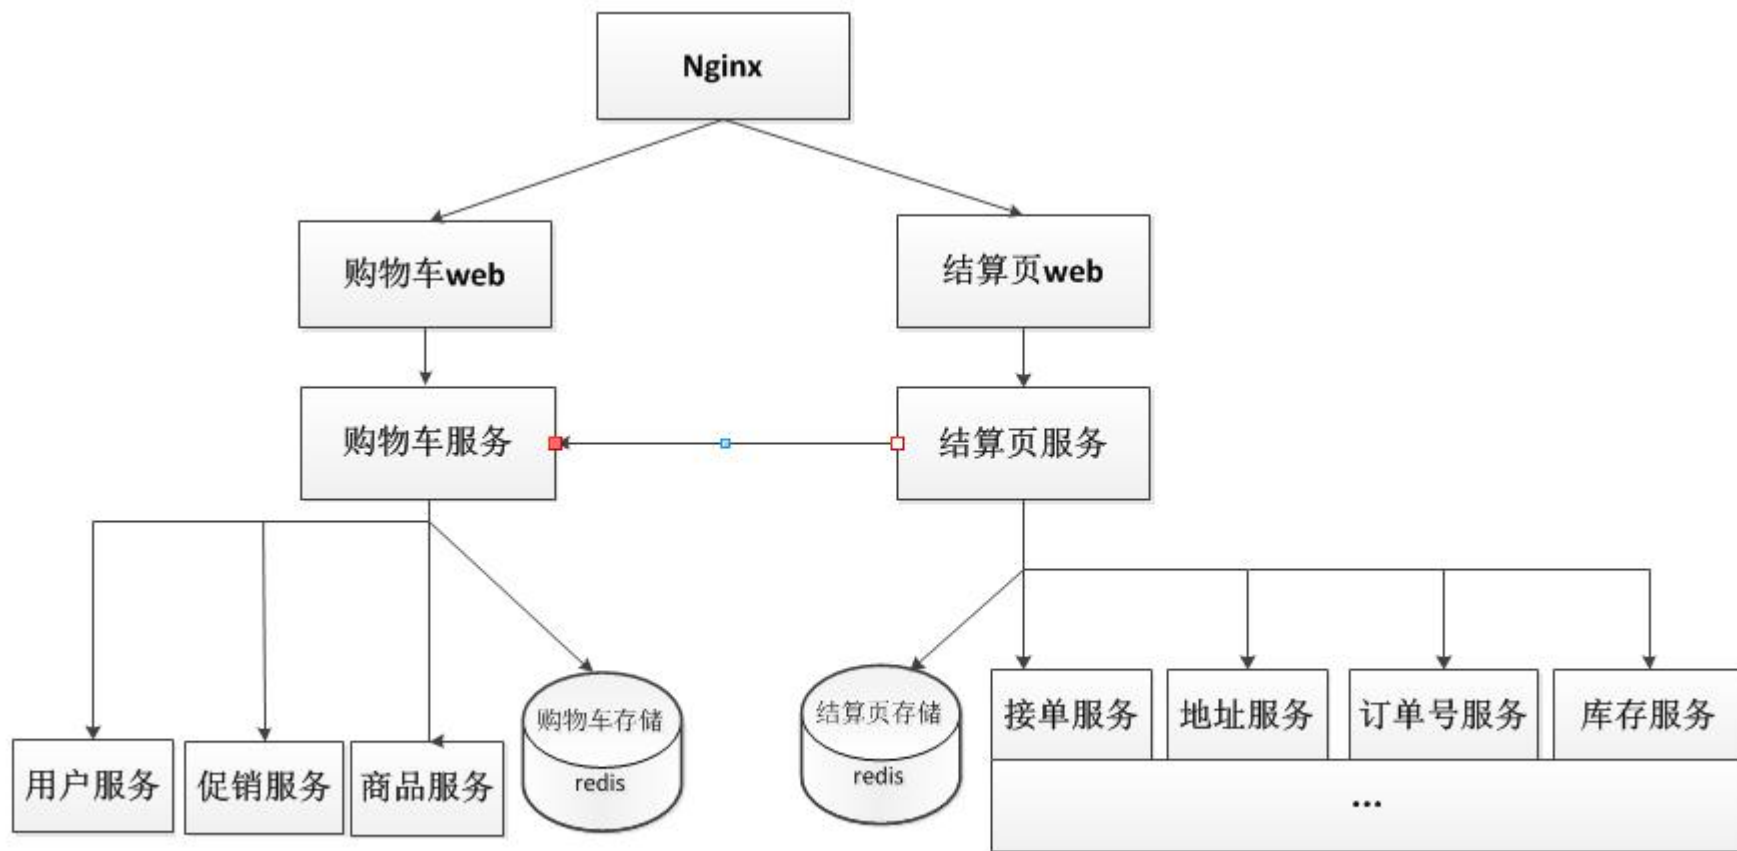 Nginx
购物车web
结算页web
购物车服务
结算页服务
用户服务
促销服务
商品服务
购物车存储
redis
结算页存储
redis
接单服务
地址服务
订单号服务
库存服务
...